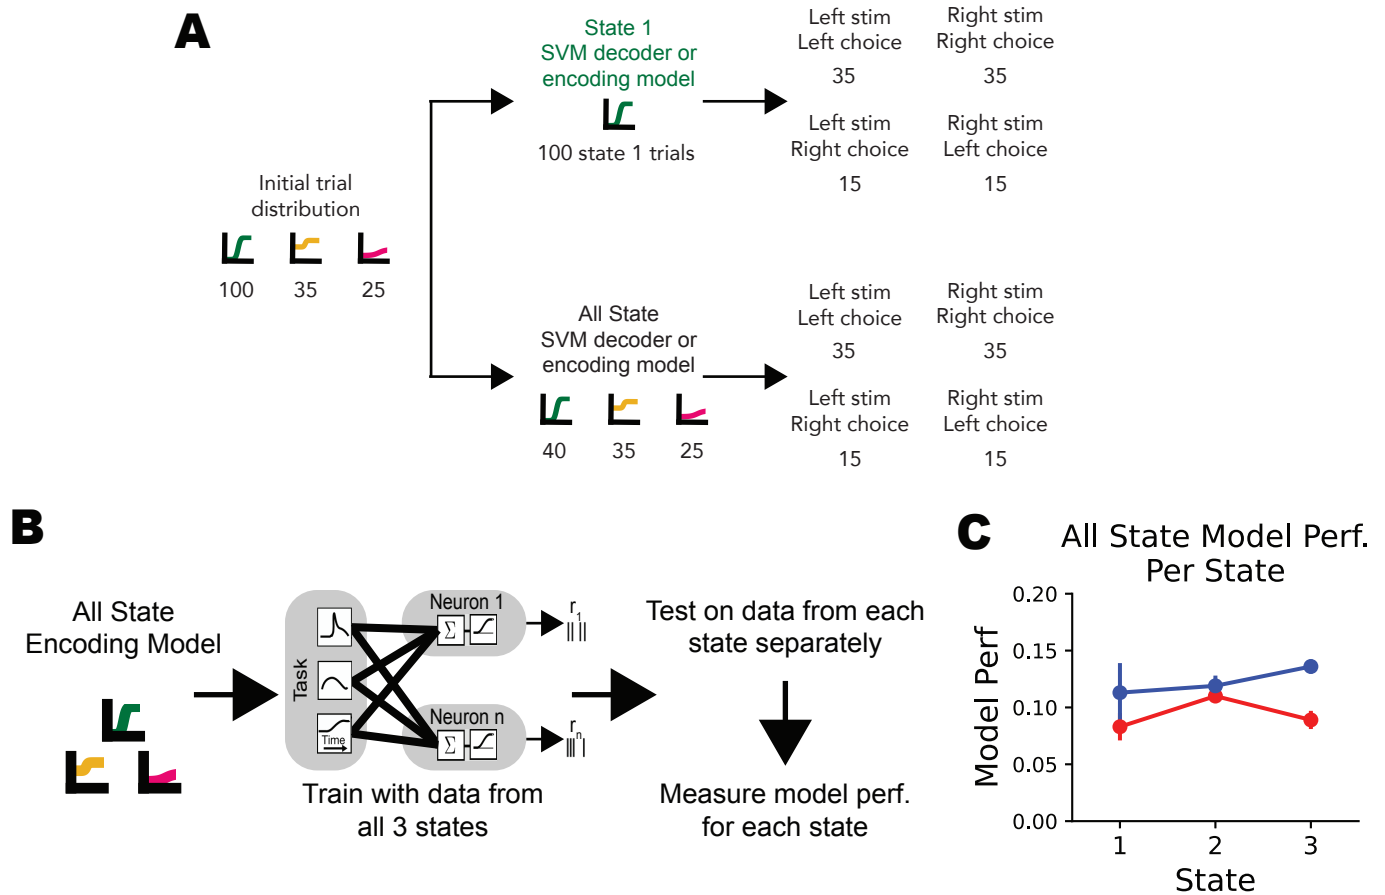 A
Initial trial
distribution
100 35 25
State 1
SVM decoder or
encoding model
100 state 1 trials
Left stim
Left choice
35
Right stim
Right choice
35
Left stim
Right choice
15
Right stim
Left choice
15
All State
SVM decoder or
encoding model
40 35 25
Left stim
Left choice
35
Right stim
Right choice
35
Left stim
Right choice
15
Right stim
Left choice
15
B
All State
Encoding Model
Task
Time
Neuron 1
Σ
r1
Neuron n
Σ
rn
Train with data from
all 3 states
Test on data from each
state separately
Measure model perf.
for each state
C
All State Model Perf.
Per State
Model Perf
0.20
0.15
0.10
0.05
0.00
1 2 3
State